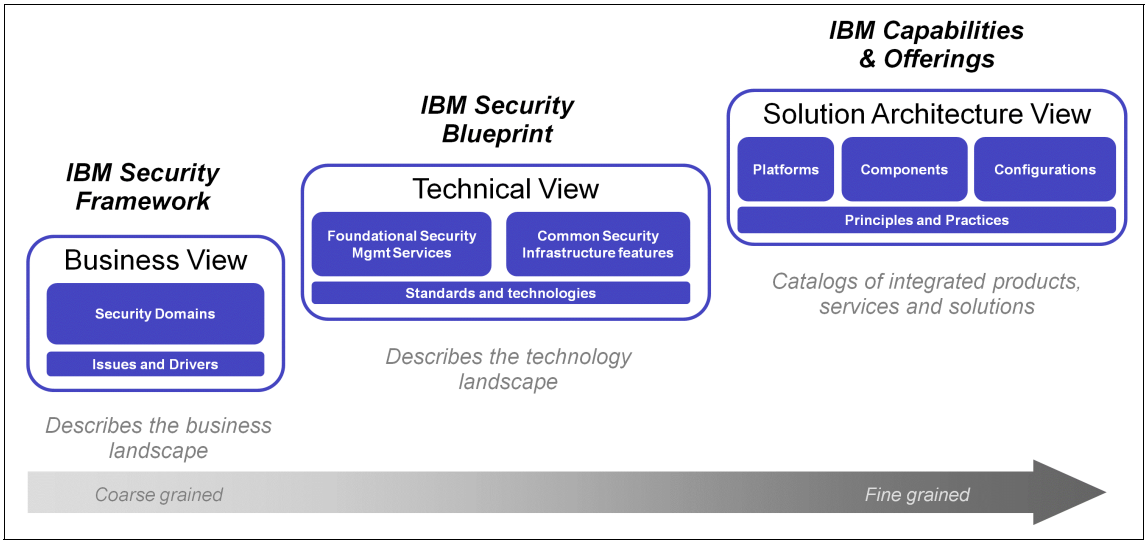 IBM Security
Framework
Business View
Security Domains
Issues and Drivers
Describes the business
landscape
IBM Security
Blueprint
Technical View
Foundational Security
Mgmt Services
Common Security
Infrastructure features
Standards and technologies
Describes the technology
landscape
IBM Capabilities
& Offerings
Solution Architecture View
Platforms
Components
Configurations
Principles and Practices
Catalogs of integrated products,
services and solutions
Coarse grained
Fine grained